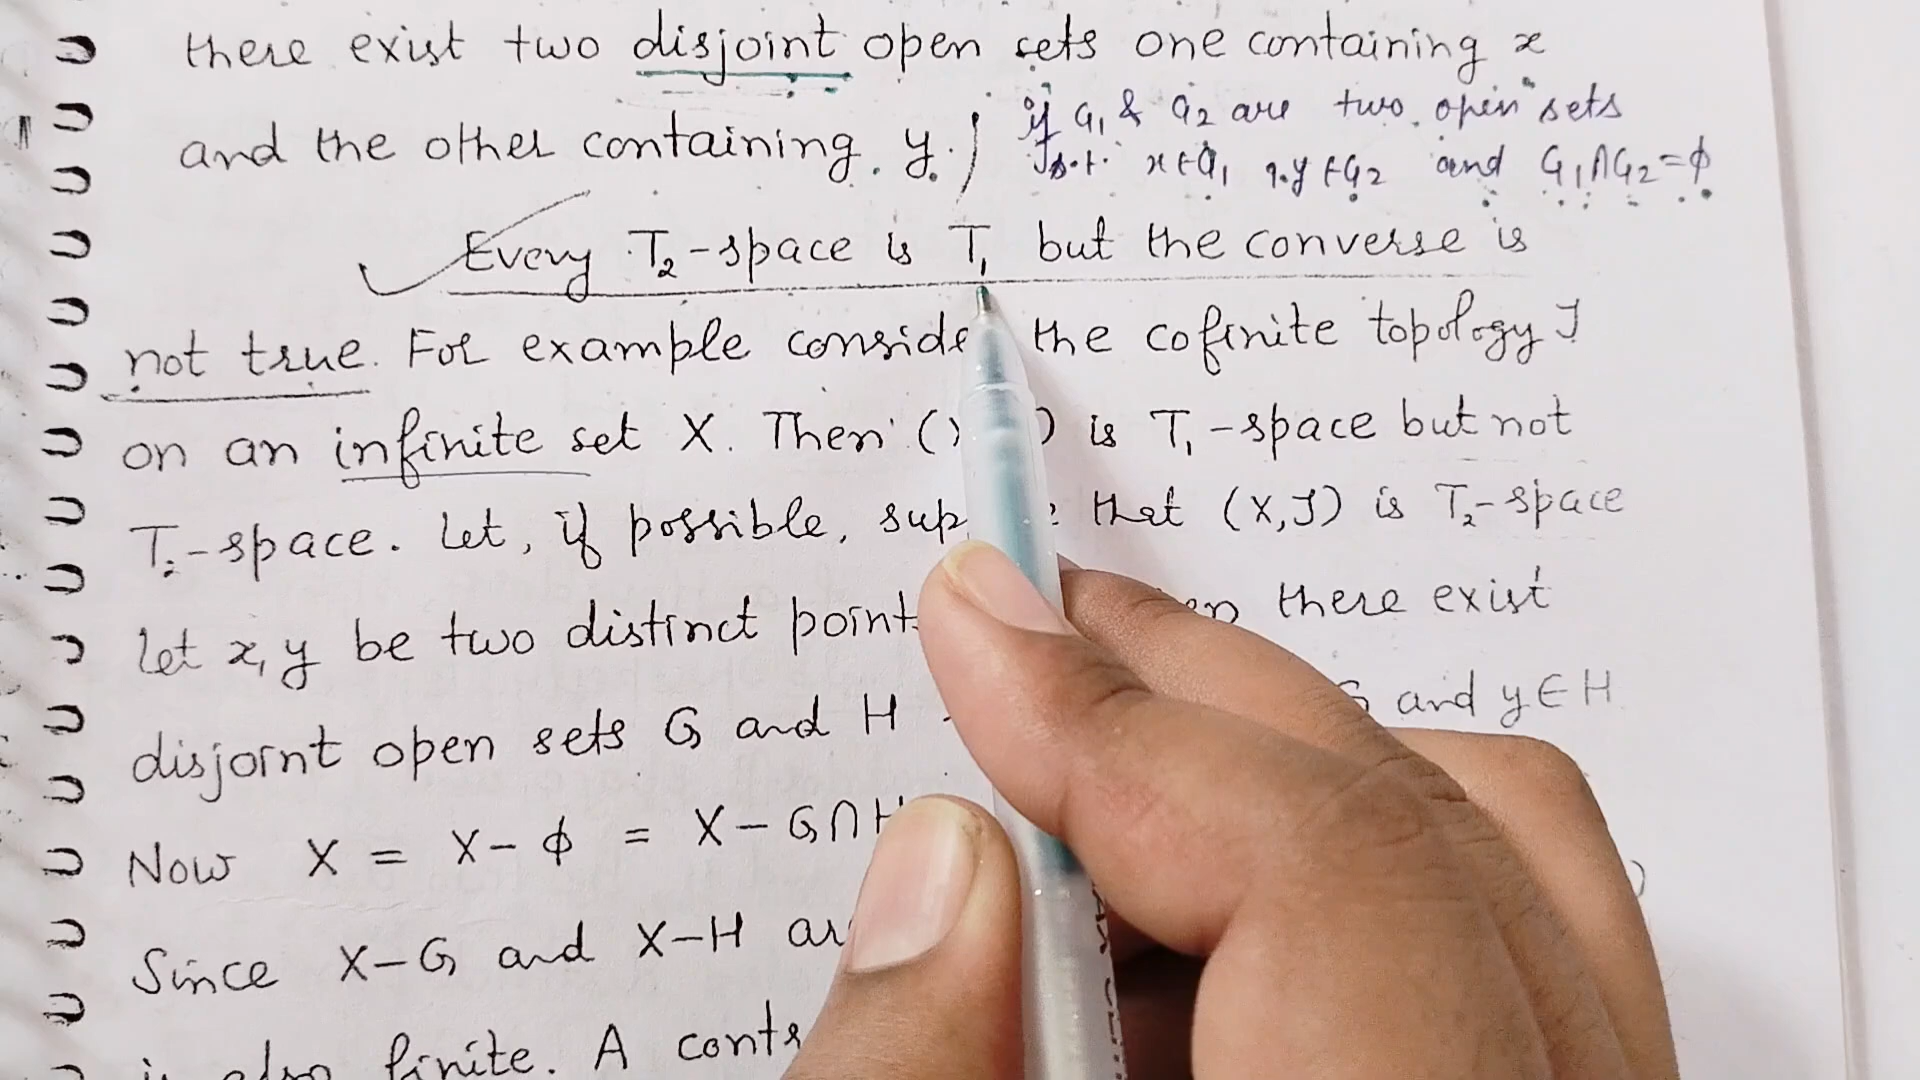 there exist two disjoint open sets one containing x
and the other containing y.
if G1 & G2 are two open sets
s.t. x∈G1, y∈G2 and G1∩G2=ϕ
Every T2-space is T1 but the converse is
not true. For example conside the cofinite topology J
on an infinite set X. Then ( ) is T1-space but not
T2-space. Let, if possible, that (X,J) is T2-space
Let x, y be two distinct point there exist
disjoint open sets G and H G and y∈H
Now X = X-ϕ = X-G∩H
Since X-G and X-H
is also finite. A